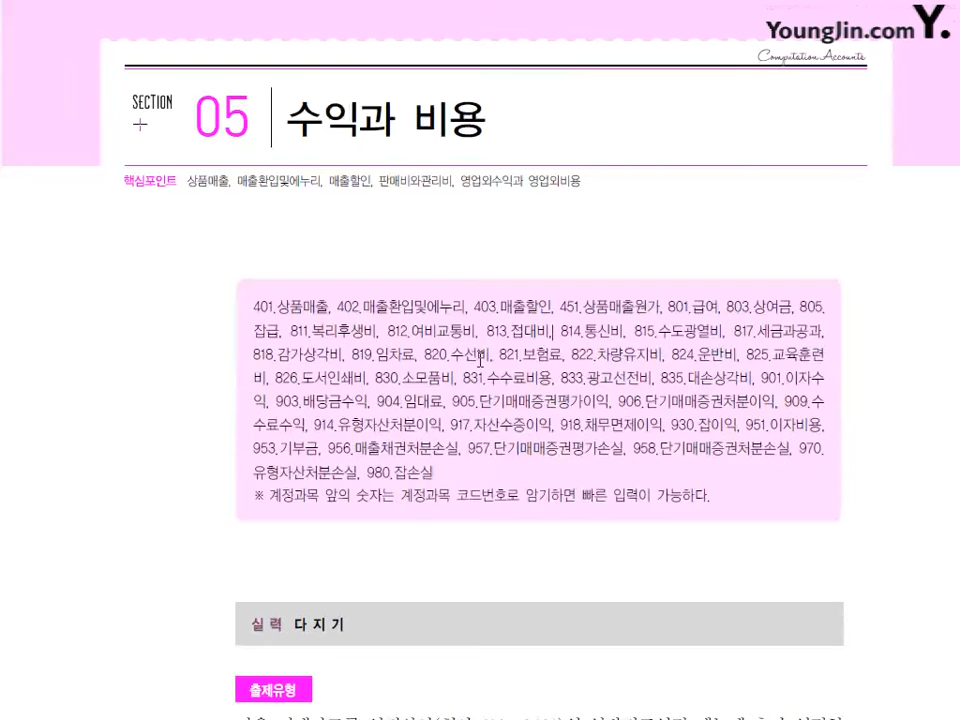 YoungJin.com Y.
Computation Accounts
SECTION 05 수익과 비용
핵심포인트 상품매출, 매출환입및에누리, 매출할인, 판매비와관리비, 영업외수익과 영업외비용
401.상품매출, 402.매출환입및에누리, 403.매출할인, 451.상품매출원가, 801.급여, 803.상여금, 805.
잡급, 811.복리후생비, 812.여비교통비, 813.접대비, 814.통신비, 815.수도광열비, 817.세금과공과,
818.감가상각비, 819.임차료, 820.수선비, 821.보험료, 822.차량유지비, 824.운반비, 825.교육훈련
비, 826.도서인쇄비, 830.소모품비, 831.수수료비용, 833.광고선전비, 835.대손상각비, 901.이자수
익, 903.배당금수익, 904.임대료, 905.단기매매증권평가이익, 906.단기매매증권처분이익, 909.수
수료수익, 914.유형자산처분이익, 917.자산수증이익, 918.채무면제이익, 930.잡이익, 951.이자비용,
953.기부금, 956.매출채권처분손실, 957.단기매매증권평가손실, 958.단기매매증권처분손실, 970.
유형자산처분손실, 980.잡손실
※ 계정과목 앞의 숫자는 계정과목 코드번호로 암기하면 빠른 입력이 가능하다.
실력 다지기
출제유형